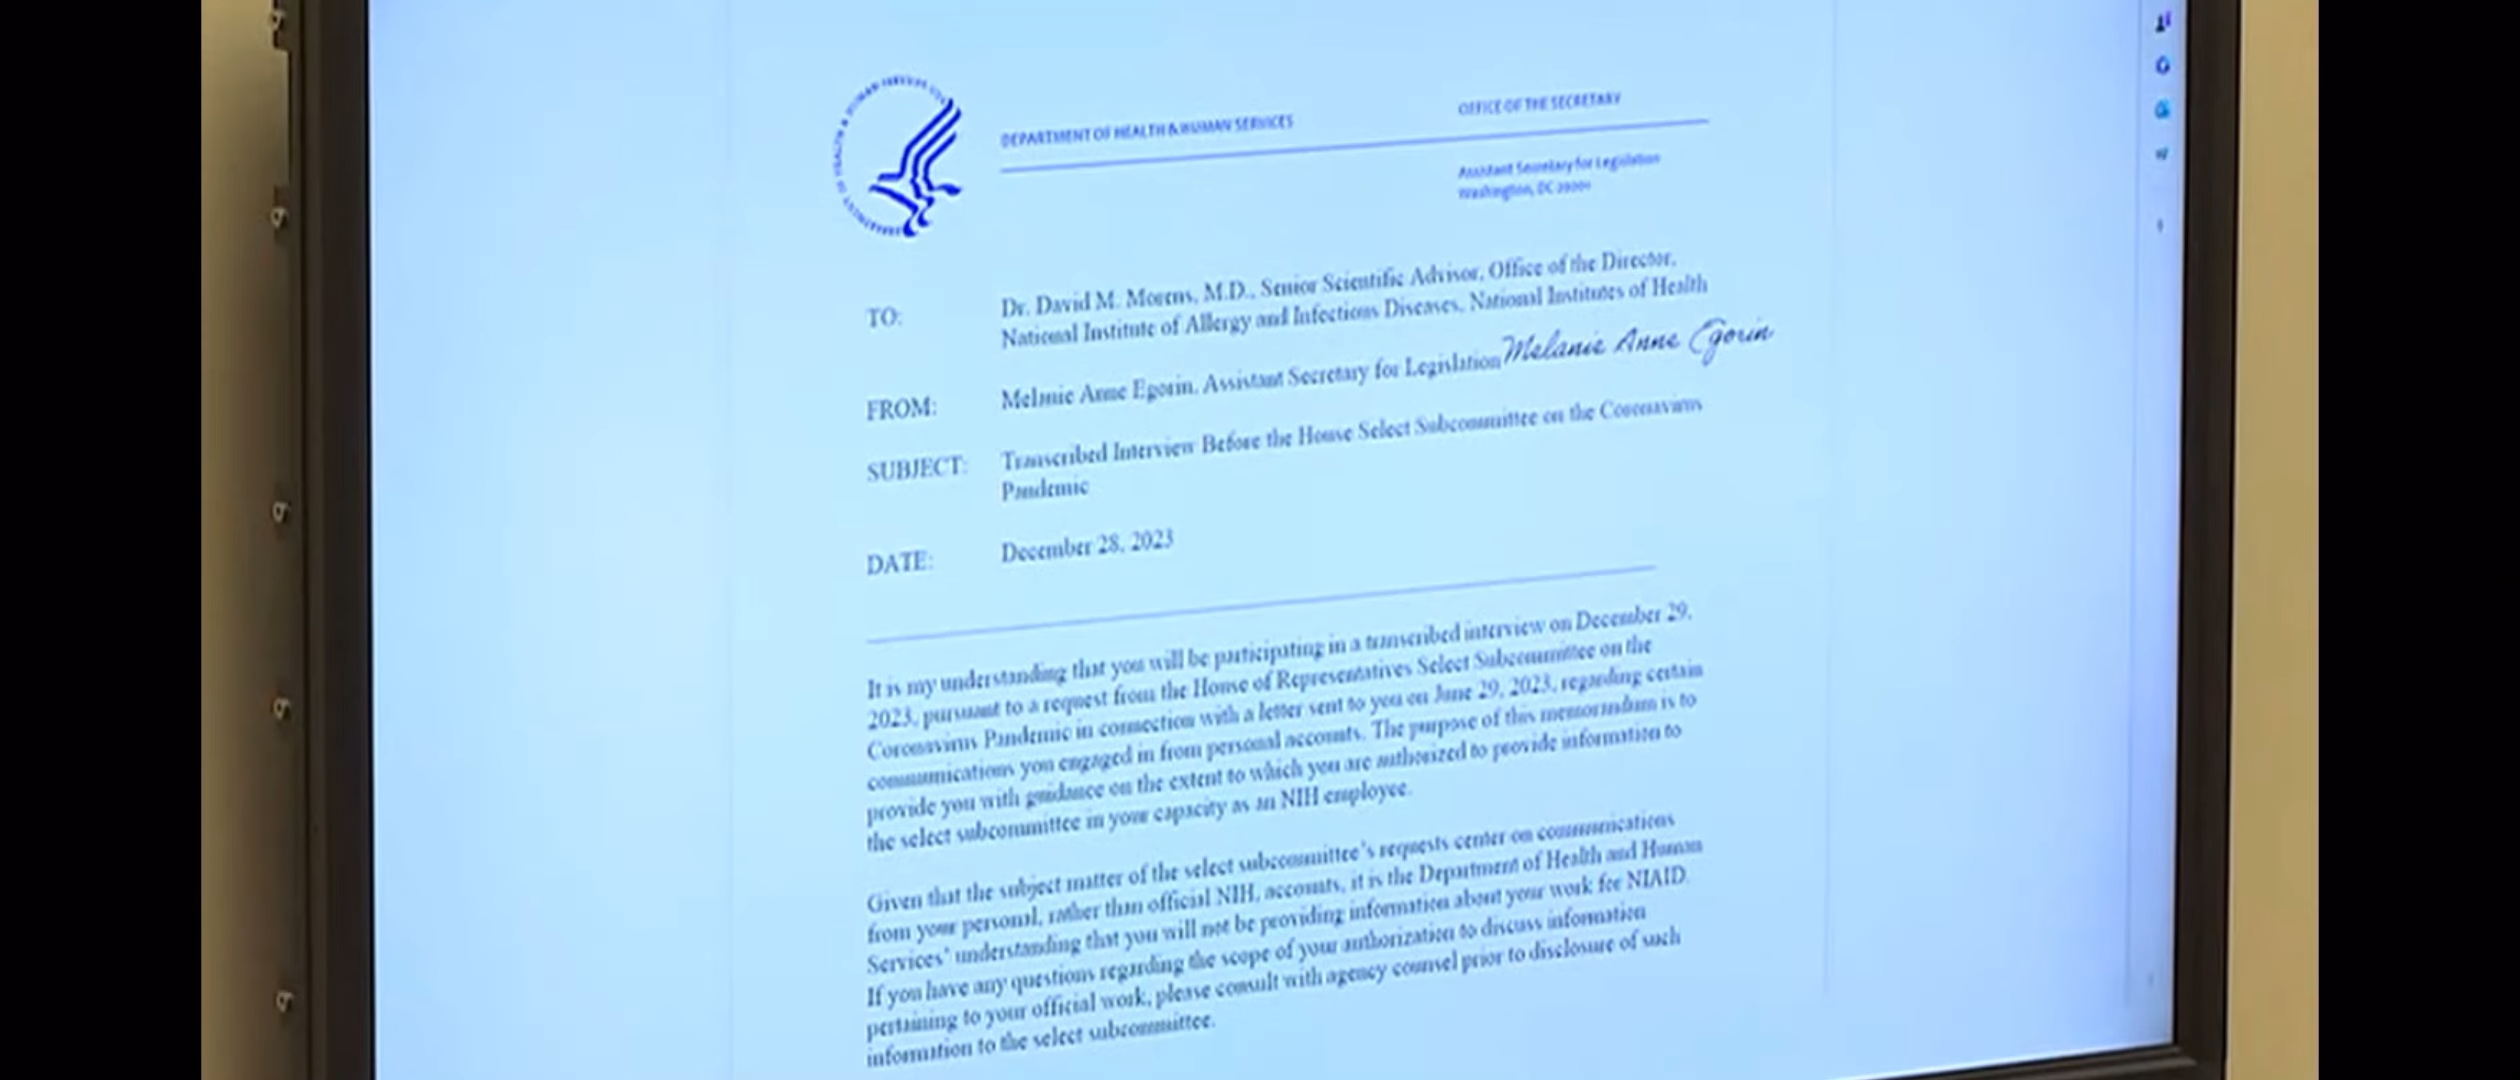 DEPARTMENT OF HEALTH & HUMAN SERVICES
OFFICE OF THE SECRETARY
Assistant Secretary for Legislation
Washington, DC
TO:
Dr. David M. Morens, M.D., Senior Scientific Advisor, Office of the Director,
National Institute of Allergy and Infectious Diseases, National Institutes of Health
FROM:
Melanie Anne Egorin, Assistant Secretary for Legislation Melanie Anne Egorin
SUBJECT:
Transcribed Interview Before the House Select Subcommittee on the Coronavirus
Pandemic
DATE:
December 28, 2023
It is my understanding that you will be participating in a transcribed interview on December 29,
2023, pursuant to a request from the House of Representatives Select Subcommittee on the
Coronavirus Pandemic in connection with a letter sent to you on June 29, 2023, regarding certain
communications you engaged in from personal accounts. The purpose of this memorandum is to
provide you with guidance on the extent to which you are authorized to provide information to
the select subcommittee in your capacity as an NIH employee.
Given that the subject matter of the select subcommittee's requests center on communications
from your personal, rather than official NIH, accounts, it is the Department of Health and Human
Services' understanding that you will not be providing information about your work for NIAID.
If you have any questions regarding the scope of your authorization to discuss information
pertaining to your official work, please consult with agency counsel prior to disclosure of such
information to the select subcommittee.